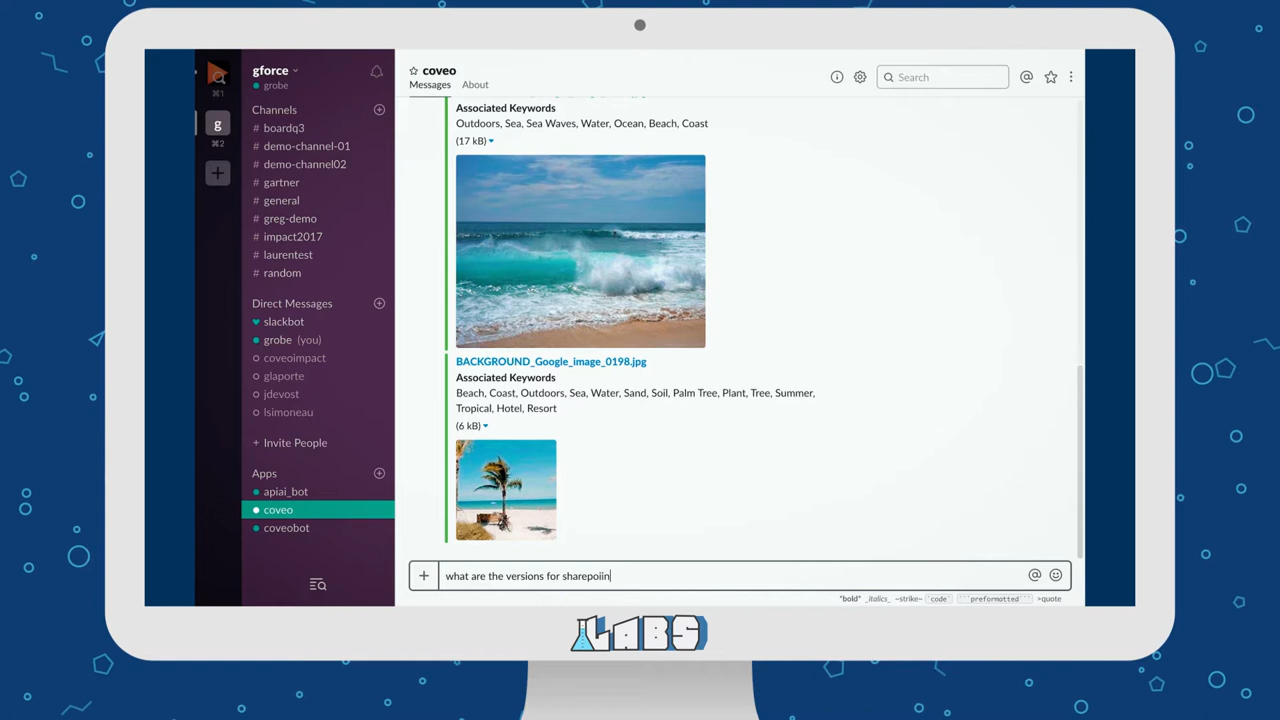 ⌘1
g
⌘2
gforce
grobe
Channels
# boardq3
# demo-channel-01
# demo-channel02
# gartner
# general
# greg-demo
# impact2017
# laurentest
# random
Direct Messages
slackbot
grobe (you)
coveoimpact
glaporte
jdevost
lsimoneau
+ Invite People
Apps
apiai_bot
coveo
coveobot
coveo
Messages About
Search
Associated Keywords
Outdoors, Sea, Sea Waves, Water, Ocean, Beach, Coast
(17 kB)
BACKGROUND_Google_image_0198.jpg
Associated Keywords
Beach, Coast, Outdoors, Sea, Water, Sand, Soil, Palm Tree, Plant, Tree, Summer,
Tropical, Hotel, Resort
(6 kB)
what are the versions for sharepoiin
*bold* _italics_ ~strike~ `code` ```preformatted``` >quote
LABS